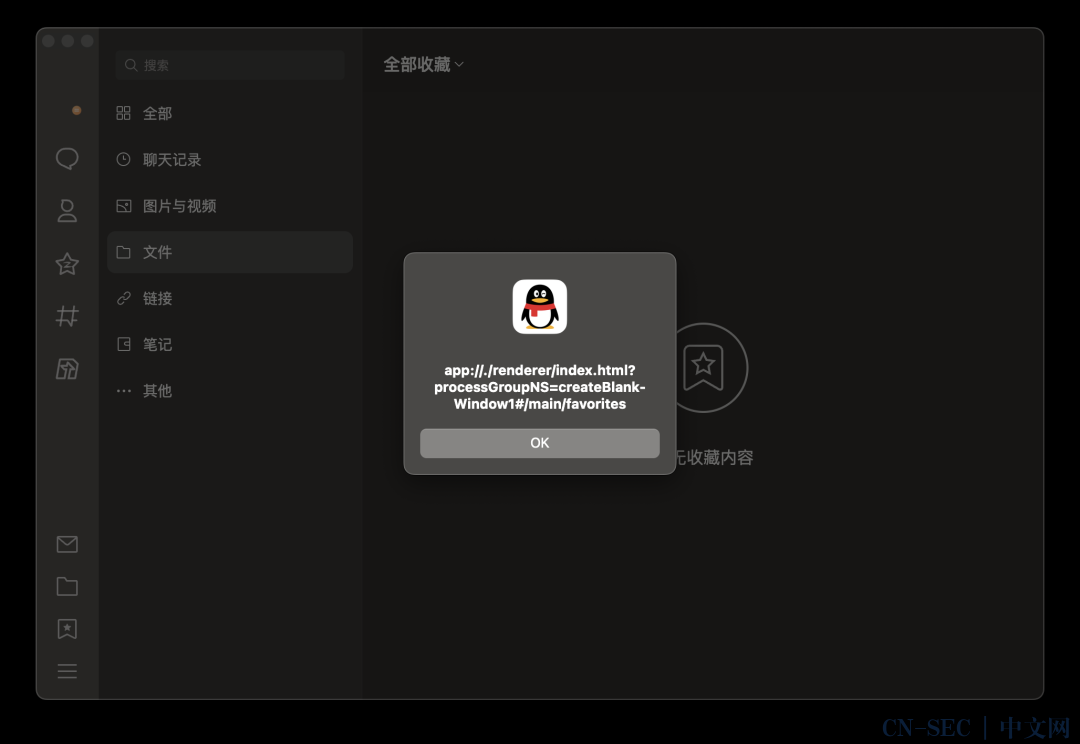 搜索
全部
聊天记录
图片与视频
文件
链接
笔记
其他
全部收藏
app://./renderer/index.html?
processGroupNS=createBlank-
Window1#/main/favorites
OK
无收藏内容
CN-SEC | 中文网